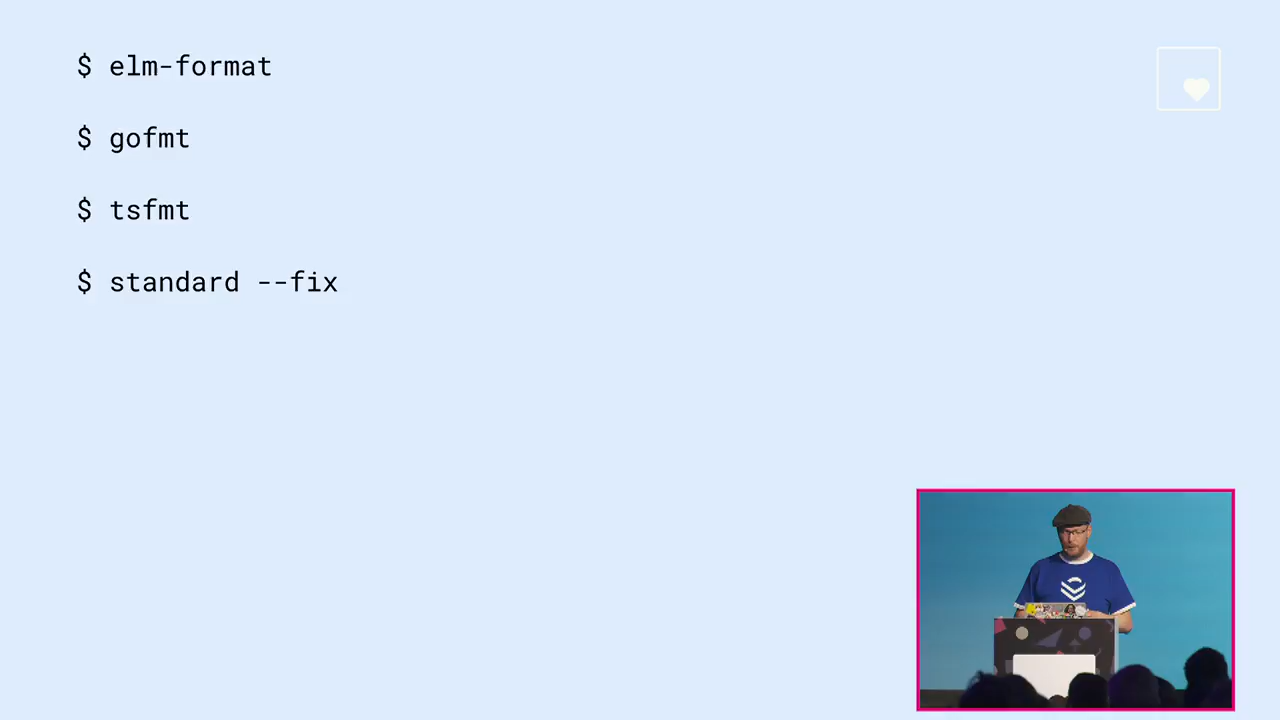 $ elm-format
$ gofmt
$ tsfmt
$ standard --fix